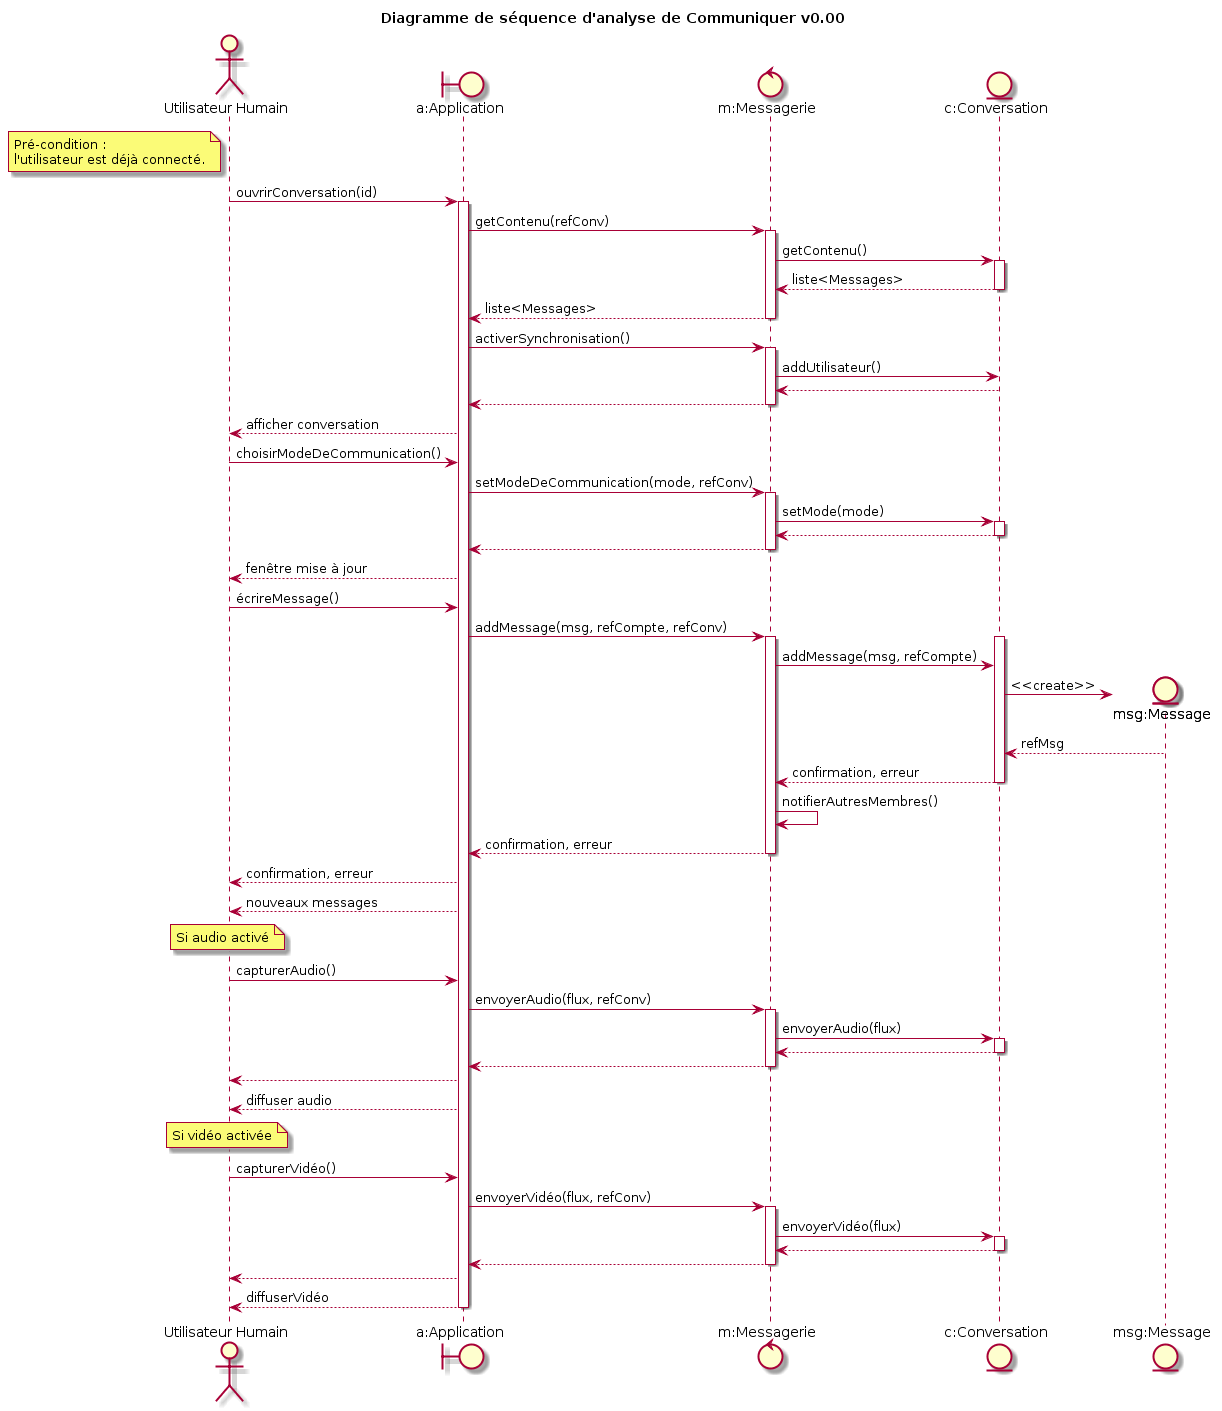 Diagramme de séquence d'analyse de Communiquer v0.00
Utilisateur Humain
a:Application
m:Messagerie
c:Conversation
Pré-condition :
l'utilisateur est déjà connecté.
ouvrirConversation(id)
getContenu(refConv)
getContenu()
liste<Messages>
liste<Messages>
activerSynchronisation()
addUtilisateur()
afficher conversation
choisirModeDeCommunication()
setModeDeCommunication(mode, refConv)
setMode(mode)
fenêtre mise à jour
écrireMessage()
addMessage(msg, refCompte, refConv)
addMessage(msg, refCompte)
<<create>>
msg:Message
refMsg
confirmation, erreur
notifierAutresMembres()
confirmation, erreur
confirmation, erreur
nouveaux messages
Si audio activé
capturerAudio()
envoyerAudio(flux, refConv)
envoyerAudio(flux)
diffuser audio
Si vidéo activée
capturerVidéo()
envoyerVidéo(flux, refConv)
envoyerVidéo(flux)
diffuserVidéo
Utilisateur Humain
a:Application
m:Messagerie
c:Conversation
msg:Message